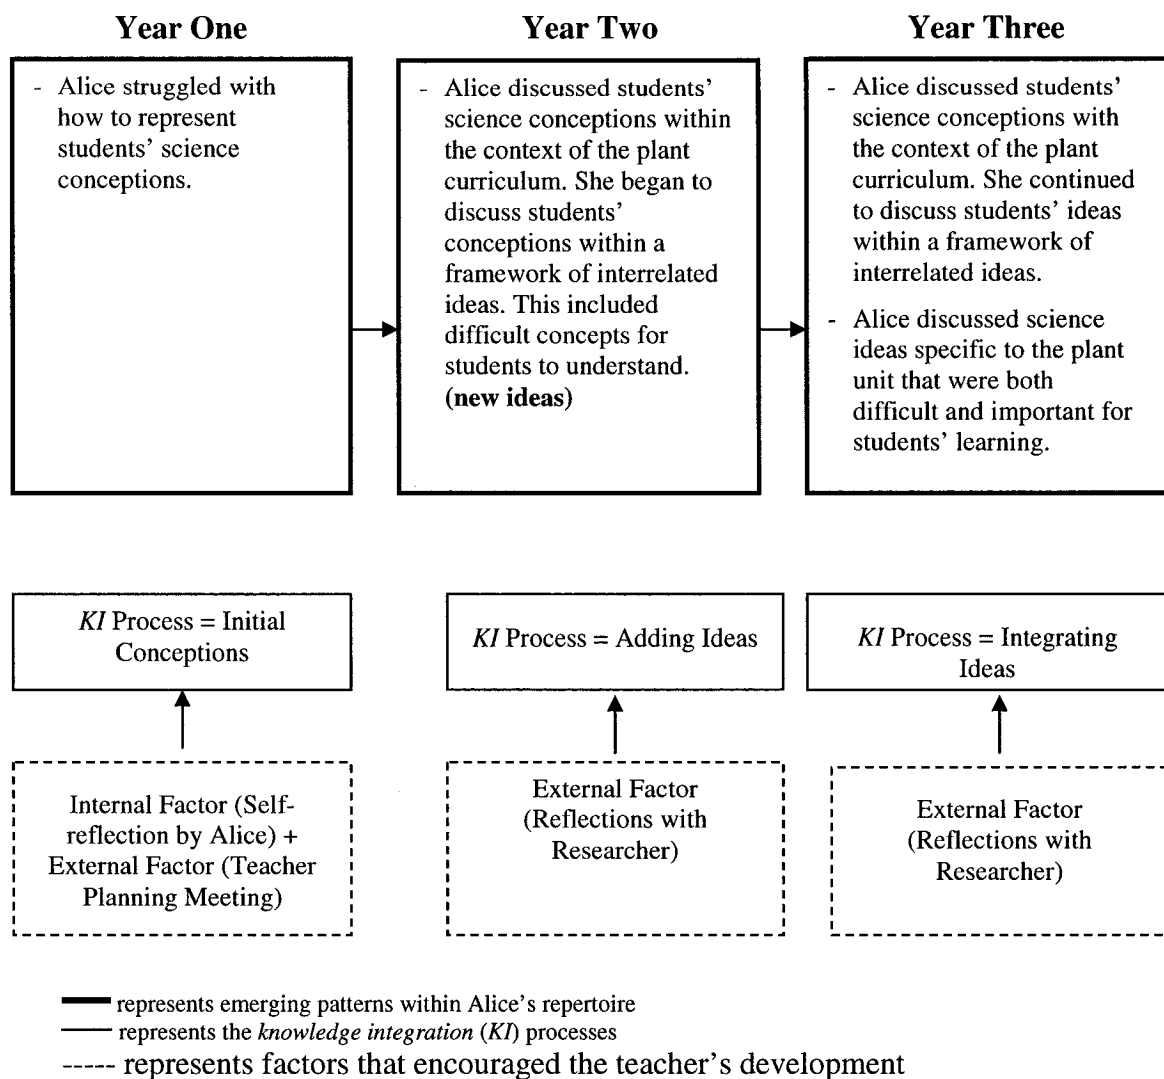 Year One
Year Two
Year Three
- Alice struggled with
how to represent
students' science
conceptions.
- Alice discussed students'
science conceptions within
the context of the plant
curriculum. She began to
discuss students'
conceptions within a
framework of interrelated
ideas. This included
difficult concepts for
students to understand.
(new ideas)
- Alice discussed students'
science conceptions with
the context of the plant
curriculum. She continued
to discuss students' ideas
within a framework of
interrelated ideas.
- Alice discussed science
ideas specific to the plant
unit that were both
difficult and important for
students' learning.
KI Process = Initial
Conceptions
KI Process = Adding Ideas
KI Process = Integrating
Ideas
Internal Factor (Self-
reflection by Alice) +
External Factor (Teacher
Planning Meeting)
External Factor
(Reflections with
Researcher)
External Factor
(Reflections with
Researcher)
represents emerging patterns within Alice's repertoire
represents the knowledge integration (KI) processes
represents factors that encouraged the teacher's development